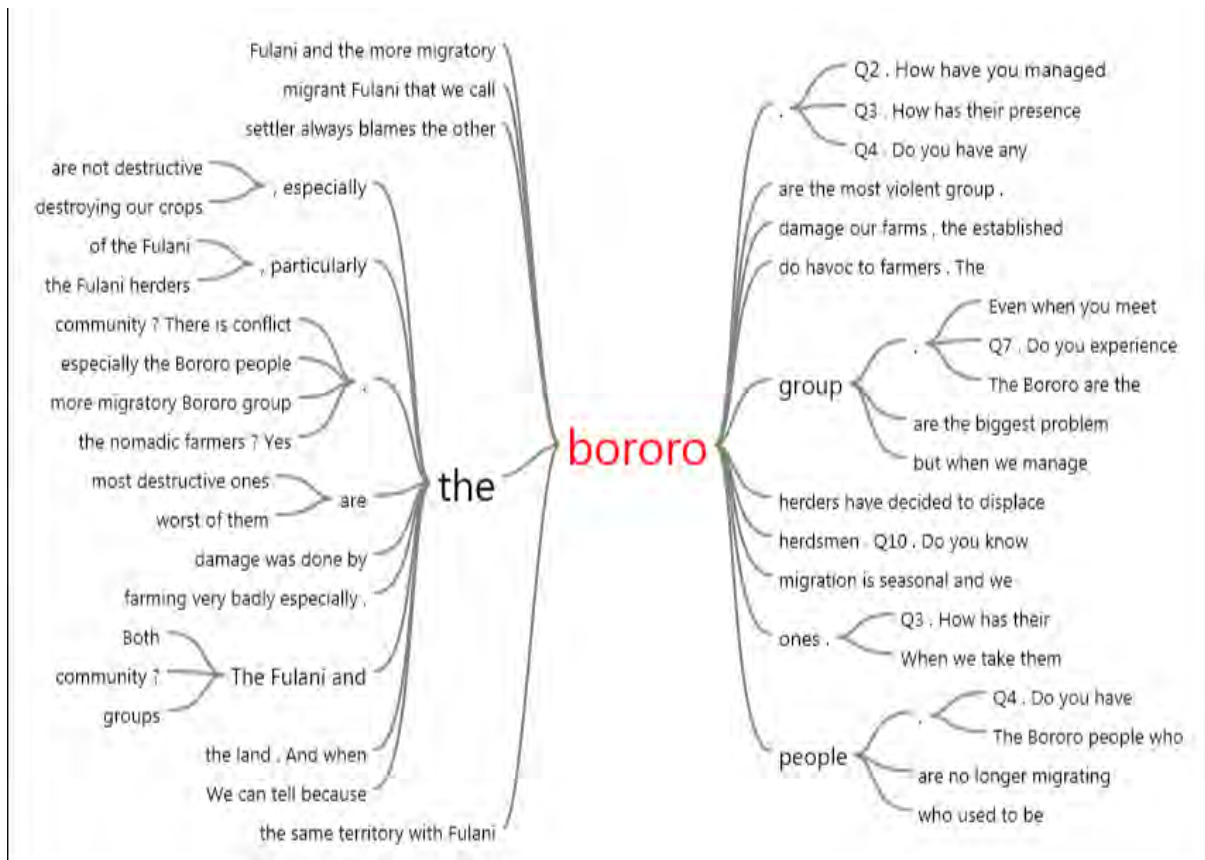 Fulani and the more migratory
migrant Fulani that we call
settler always blames the other
are not destructive
destroying our crops
, especially
of the Fulani
the Fulani herders
, particularly
community ? There is conflict
especially the Bororo people
more migratory Bororo group
the nomadic farmers ? Yes
.
most destructive ones
worst of them
are
damage was done by
farming very badly especially .
Both
community ?
groups
The Fulani and
the land . And when
We can tell because
the
the same territory with Fulani
bororo
.
Q2 . How have you managed
Q3 . How has their presence
Q4 . Do you have any
are the most violent group .
damage our farms , the established
do havoc to farmers . The
group
.
Even when you meet
Q7 . Do you experience
The Bororo are the
are the biggest problem
but when we manage
herders have decided to displace
herdsmen . Q10 . Do you know
migration is seasonal and we
ones .
Q3 . How has their
When we take them
people
.
Q4 . Do you have
The Bororo people who
are no longer migrating
who used to be